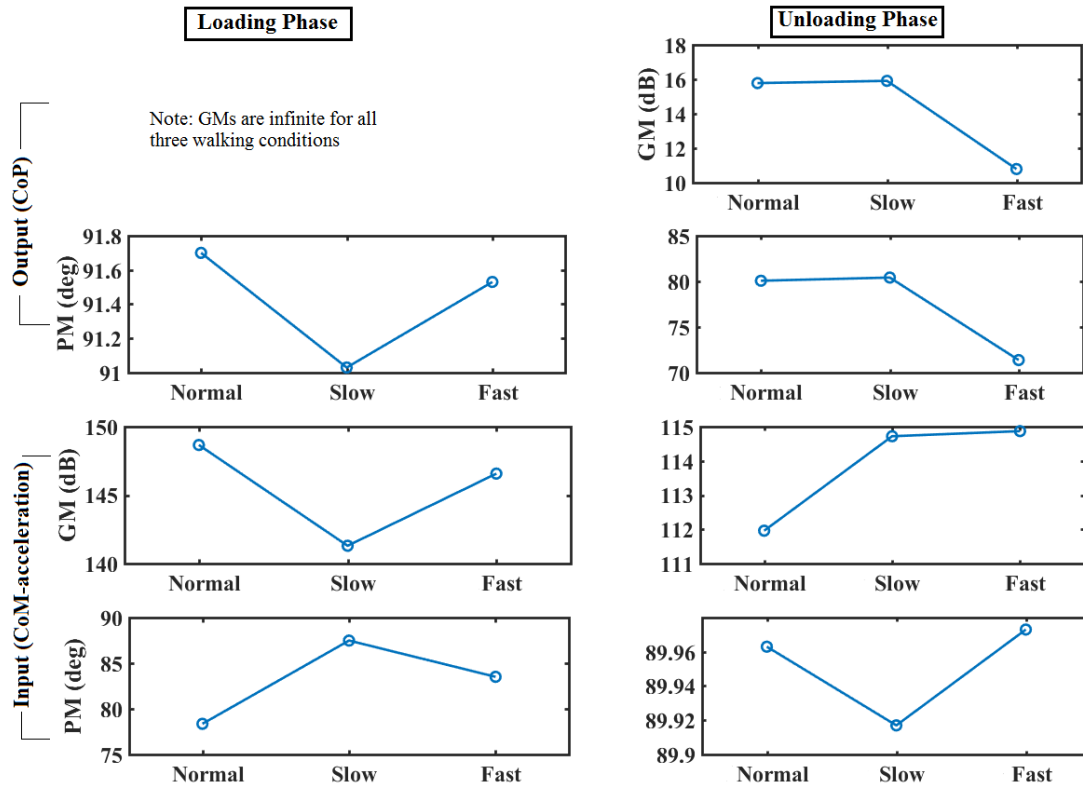 Loading Phase
Unloading Phase
Output (CoP)
Note: GMs are infinite for all
three walking conditions
GM (dB)
18
16
14
12
10
Normal Slow Fast
PM (deg)
91.8
91.6
91.4
91.2
91
Normal Slow Fast
85
80
75
70
Normal Slow Fast
Input (CoM-acceleration)
GM (dB)
150
145
140
Normal Slow Fast
115
114
113
112
111
Normal Slow Fast
PM (deg)
90
85
80
75
Normal Slow Fast
89.96
89.94
89.92
89.9
Normal Slow Fast